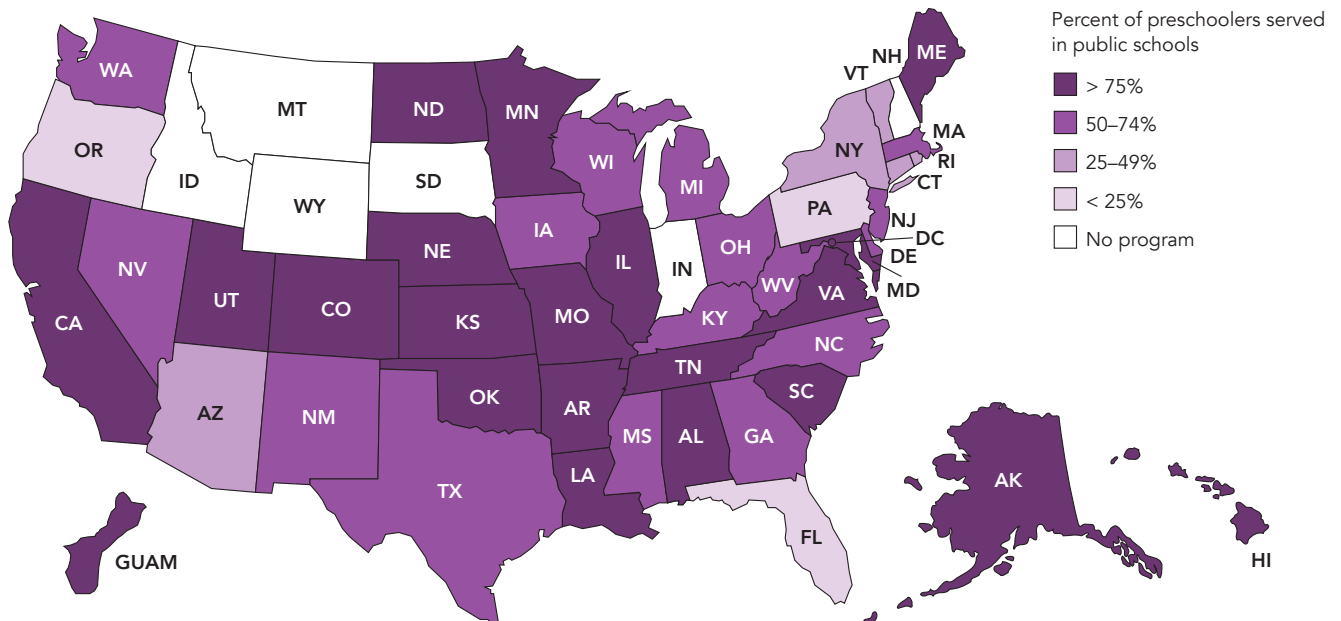 Percent of preschoolers served
in public schools
> 75%
50–74%
25–49%
< 25%
No program
WA
OR
MT
ID
WY
ND
SD
MN
WI
MI
NE
IA
NV
UT
CO
CA
KS
MO
IL
IN
OH
KY
WV
VA
TN
NC
SC
AZ
NM
OK
AR
TX
LA
MS
AL
GA
FL
PA
NY
VT
NH
ME
MA
RI
CT
NJ
DC
DE
MD
AK
HI
GUAM